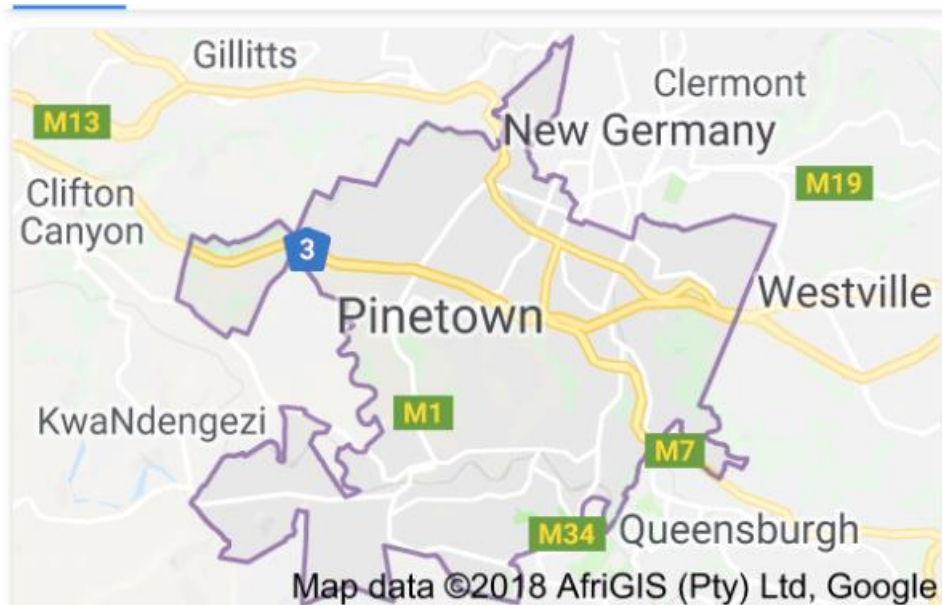 Gillitts
Clermont
M13
New Germany
M19
Clifton
Canyon
3
Westville
Pinetown
M1
KwaNdengezi
M7
M34
Queensburgh
Map data ©2018 AfriGIS (Pty) Ltd, Google